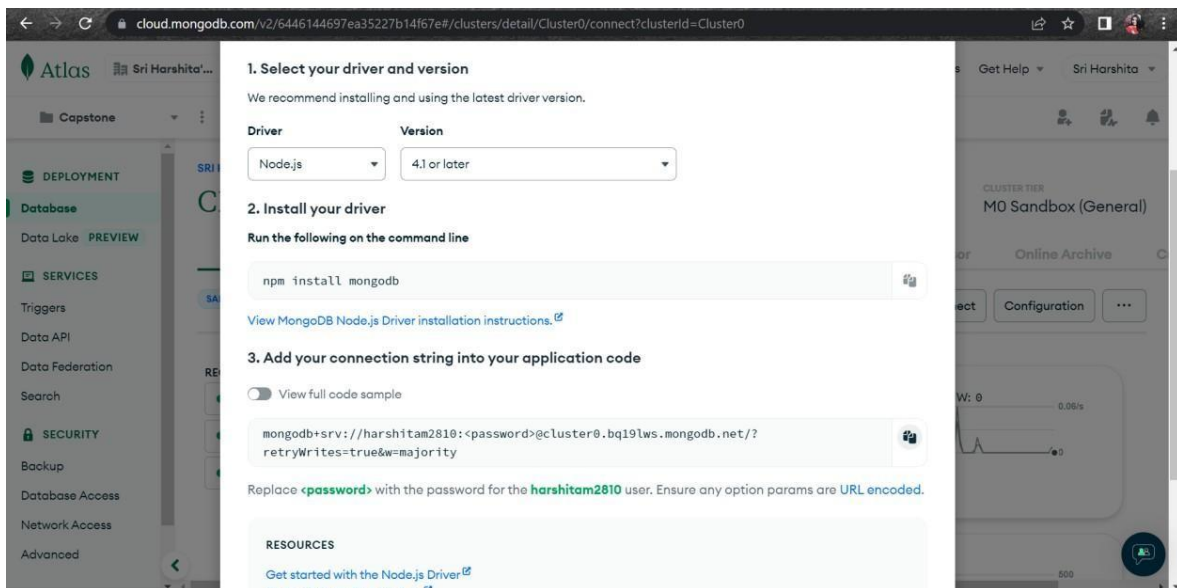 cloud.mongodb.com/v2/6446144697ea35227b14f67e#/clusters/detail/Cluster0/connect?clusterId=Cluster0
Atlas
Sri Harshita'...
Get Help
Sri Harshita
Capstone
DEPLOYMENT
Database
Data Lake PREVIEW
SERVICES
Triggers
Data API
Data Federation
Search
SECURITY
Backup
Database Access
Network Access
Advanced
1. Select your driver and version
We recommend installing and using the latest driver version.
Driver Version
Node.js 4.1 or later
2. Install your driver
Run the following on the command line
npm install mongodb
View MongoDB Node.js Driver installation instructions.
3. Add your connection string into your application code
View full code sample
mongodb+srv://harshitam2810:<password>@cluster0.bq19lws.mongodb.net/?
retryWrites=true&w=majority
Replace <password> with the password for the harshitam2810 user. Ensure any option params are URL encoded.
RESOURCES
Get started with the Node.js Driver
CLUSTER TIER
M0 Sandbox (General)
Online Archive
Configuration
W: 0
0.06/s
500